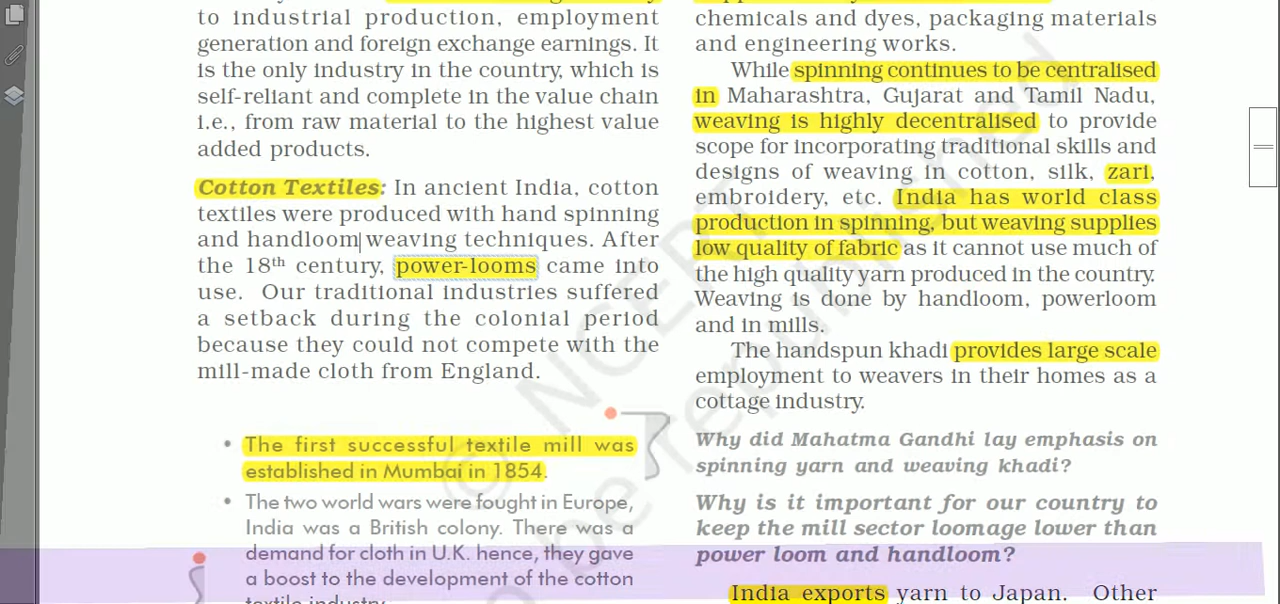 to industrial production, employment
generation and foreign exchange earnings. It
is the only industry in the country, which is
self-reliant and complete in the value chain
i.e., from raw material to the highest value
added products.
Cotton Textiles: In ancient India, cotton
textiles were produced with hand spinning
and handloom weaving techniques. After
the 18th century, power-looms came into
use. Our traditional industries suffered
a setback during the colonial period
because they could not compete with the
mill-made cloth from England.
• The first successful textile mill was
established in Mumbai in 1854.
• The two world wars were fought in Europe,
India was a British colony. There was a
demand for cloth in U.K. hence, they gave
a boost to the development of the cotton
textile industry.
chemicals and dyes, packaging materials
and engineering works.
While spinning continues to be centralised
in Maharashtra, Gujarat and Tamil Nadu,
weaving is highly decentralised to provide
scope for incorporating traditional skills and
designs of weaving in cotton, silk, zari,
embroidery, etc. India has world class
production in spinning, but weaving supplies
low quality of fabric as it cannot use much of
the high quality yarn produced in the country.
Weaving is done by handloom, powerloom
and in mills.
The handspun khadi provides large scale
employment to weavers in their homes as a
cottage industry.
Why did Mahatma Gandhi lay emphasis on
spinning yarn and weaving khadi?
Why is it important for our country to
keep the mill sector loomage lower than
power loom and handloom?
India exports yarn to Japan. Other
© NCERT
be republished